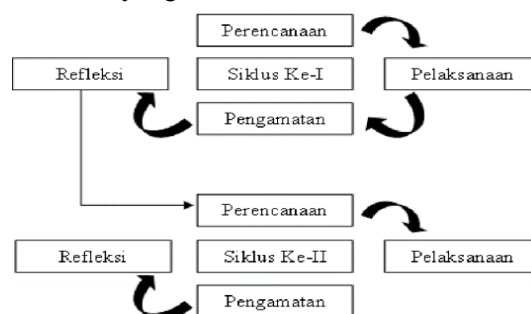 Perencanaan
Refleksi
Siklus Ke-I
Pelaksanaan
Pengamatan
Perencanaan
Refleksi
Siklus Ke-II
Pelaksanaan
Pengamatan